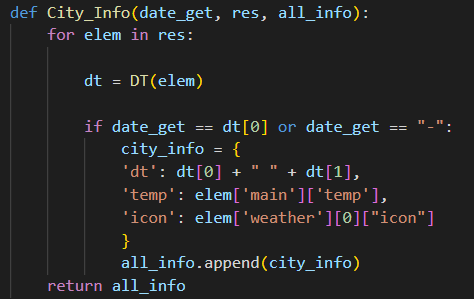 def City_Info(date_get, res, all_info):
    for elem in res:

        dt = DT(elem)

        if date_get == dt[0] or date_get == "-":
            city_info = {
            'dt': dt[0] + " " + dt[1],
            'temp': elem['main']['temp'],
            'icon': elem['weather'][0]["icon"]
            }
            all_info.append(city_info)
    return all_info